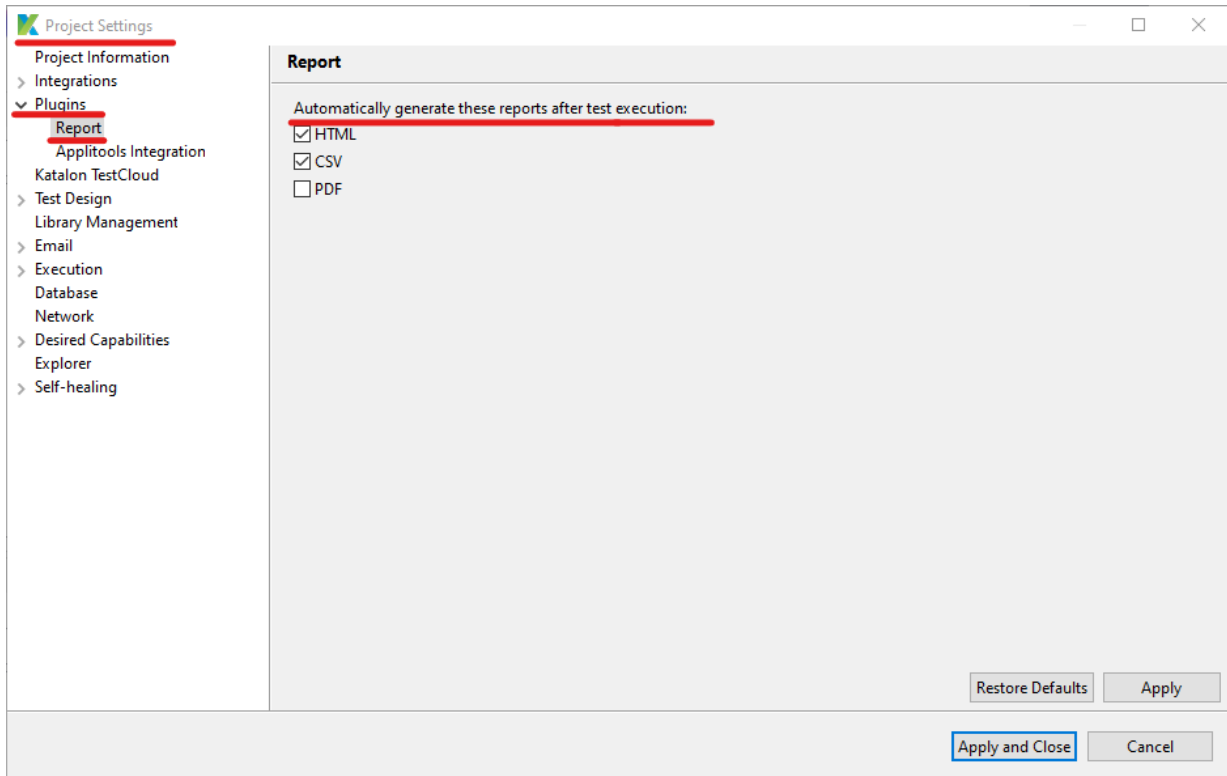 Project Settings
Project Information
Integrations
Plugins
Report
Applitools Integration
Katalon TestCloud
Test Design
Library Management
Email
Execution
Database
Network
Desired Capabilities
Explorer
Self-healing
Report
Automatically generate these reports after test execution:
HTML
CSV
PDF
Restore Defaults
Apply
Apply and Close
Cancel